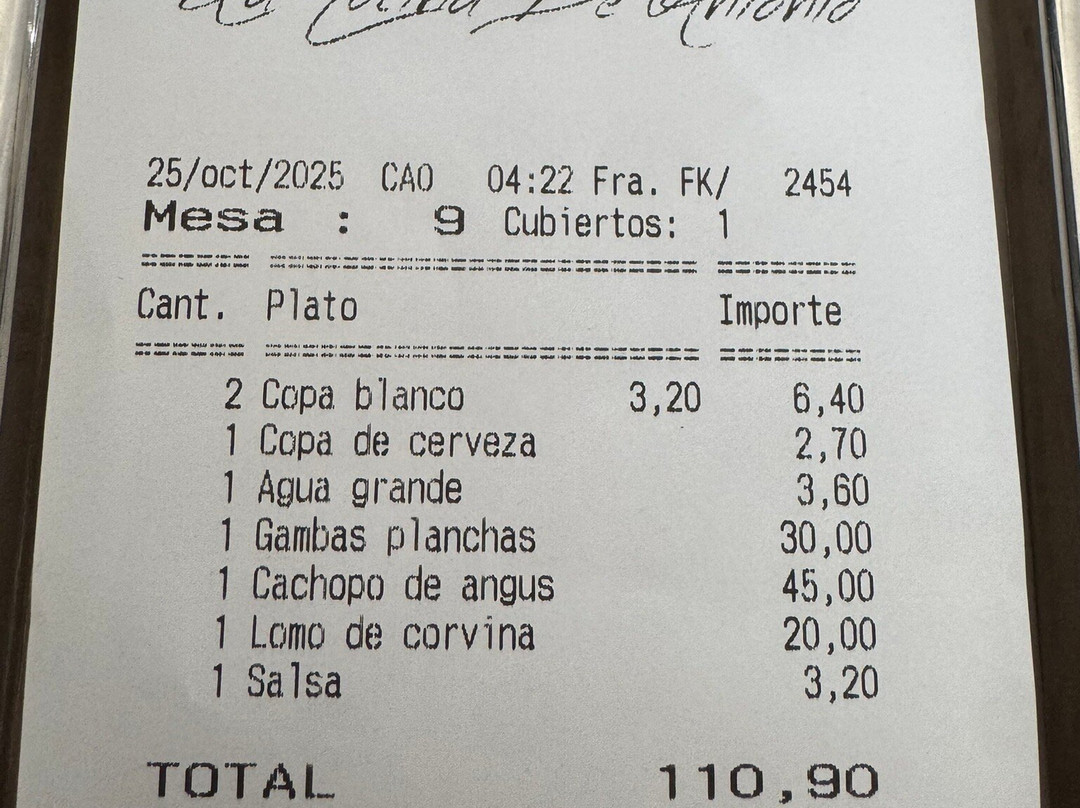 De Antonio
25/oct/2025 CAO 04:22 Fra. FK/ 2454
Mesa : 9 Cubiertos: 1
Cant. Plato Importe
2 Copa blanco 3,20 6,40
1 Copa de cerveza 2,70
1 Agua grande 3,60
1 Gambas planchas 30,00
1 Cachopo de angus 45,00
1 Lomo de corvina 20,00
1 Salsa 3,20
TOTAL 110,90